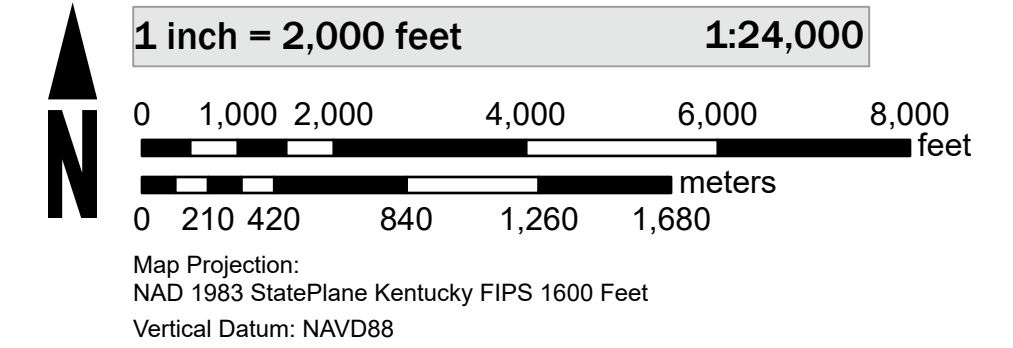 N
1 inch = 2,000 feet 1:24,000
0 1,000 2,000 4,000 6,000 8,000
feet
meters
0 210 420 840 1,260 1,680
Map Projection:
NAD 1983 StatePlane Kentucky FIPS 1600 Feet
Vertical Datum: NAVD88